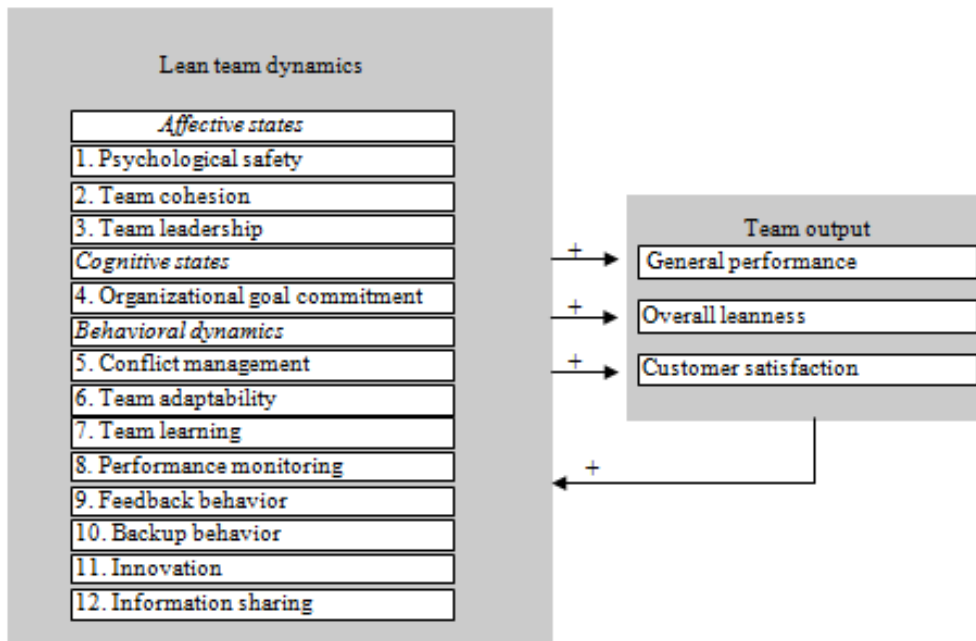 Lean team dynamics
Affective states
1. Psychological safety
2. Team cohesion
3. Team leadership
Cognitive states
4. Organizational goal commitment
Behavioral dynamics
5. Conflict management
6. Team adaptability
7. Team learning
8. Performance monitoring
9. Feedback behavior
10. Backup behavior
11. Innovation
12. Information sharing
+
+
+
+
Team output
General performance
Overall leanness
Customer satisfaction